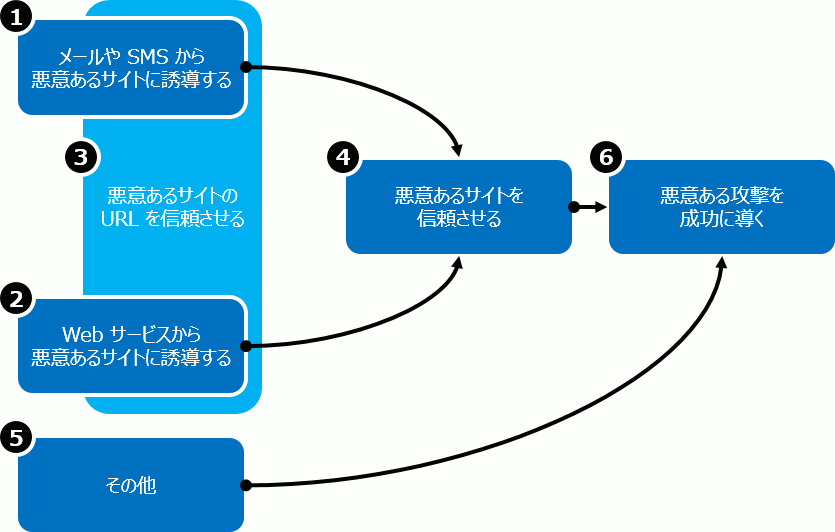 1
メールや SMS から
悪意あるサイトに誘導する
3
悪意あるサイトの
URL を信頼させる
2
Web サービスから
悪意あるサイトに誘導する
4
悪意あるサイトを
信頼させる
6
悪意ある攻撃を
成功に導く
5
その他